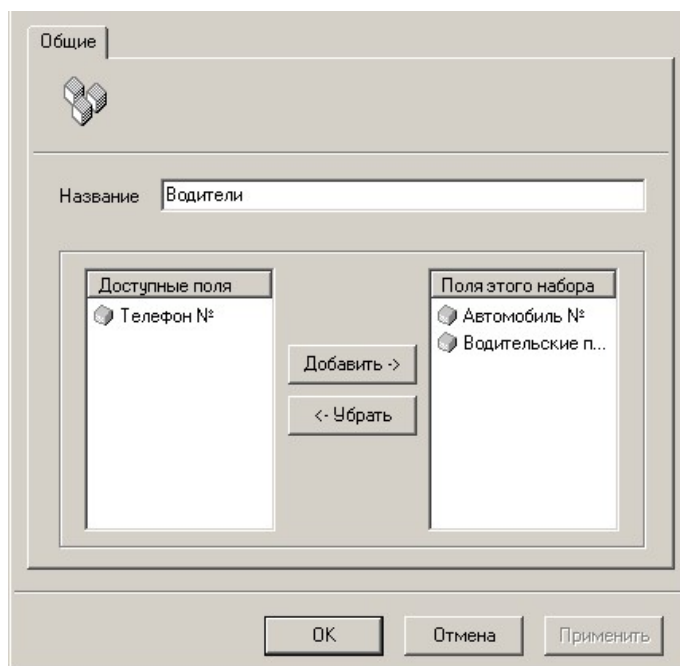 Общие
Название Водители
Доступные поля Поля этого набора
Телефон № Автомобиль №
Водительские п...
Добавить ->
<- Убрать
OK Отмена Применить